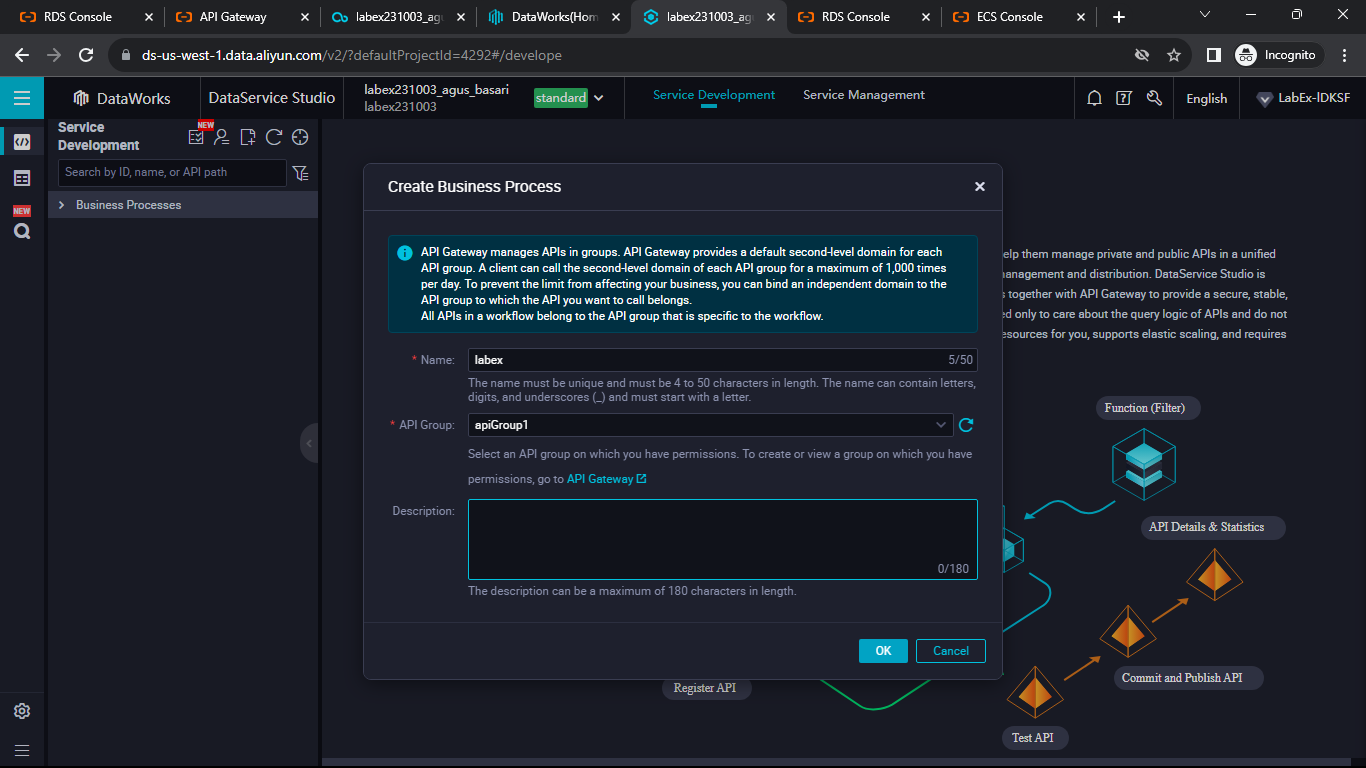 RDS Console
API Gateway
labex231003_agu
DataWorks(Hom
labex231003_ag
RDS Console
ECS Console
ds-us-west-1.data.aliyun.com/v2/?defaultProjectId=4292#/develope
Incognito
DataWorks
DataService Studio
labex231003_agus_basari
labex231003
standard
Service Development
Service Management
English
LabEx-lDKSF
Service
Development
NEW
Search by ID, name, or API path
Business Processes
NEW
Create Business Process
API Gateway manages APIs in groups. API Gateway provides a default second-level domain for each
API group. A client can call the second-level domain of each API group for a maximum of 1,000 times
per day. To prevent the limit from affecting your business, you can bind an independent domain to the
API group to which the API you want to call belongs.
All APIs in a workflow belong to the API group that is specific to the workflow.
* Name:
labex
5/50
The name must be unique and must be 4 to 50 characters in length. The name can contain letters,
digits, and underscores (_) and must start with a letter.
* API Group:
apiGroup1
Select an API group on which you have permissions. To create or view a group on which you have
permissions, go to API Gateway
Description:
0/180
The description can be a maximum of 180 characters in length.
OK
Cancel
elp them manage private and public APIs in a unified
anagement and distribution. DataService Studio is
together with API Gateway to provide a secure, stable,
ed only to care about the query logic of APIs and do not
esources for you, supports elastic scaling, and requires
Function (Filter)
API Details & Statistics
Commit and Publish API
Register API
Test API